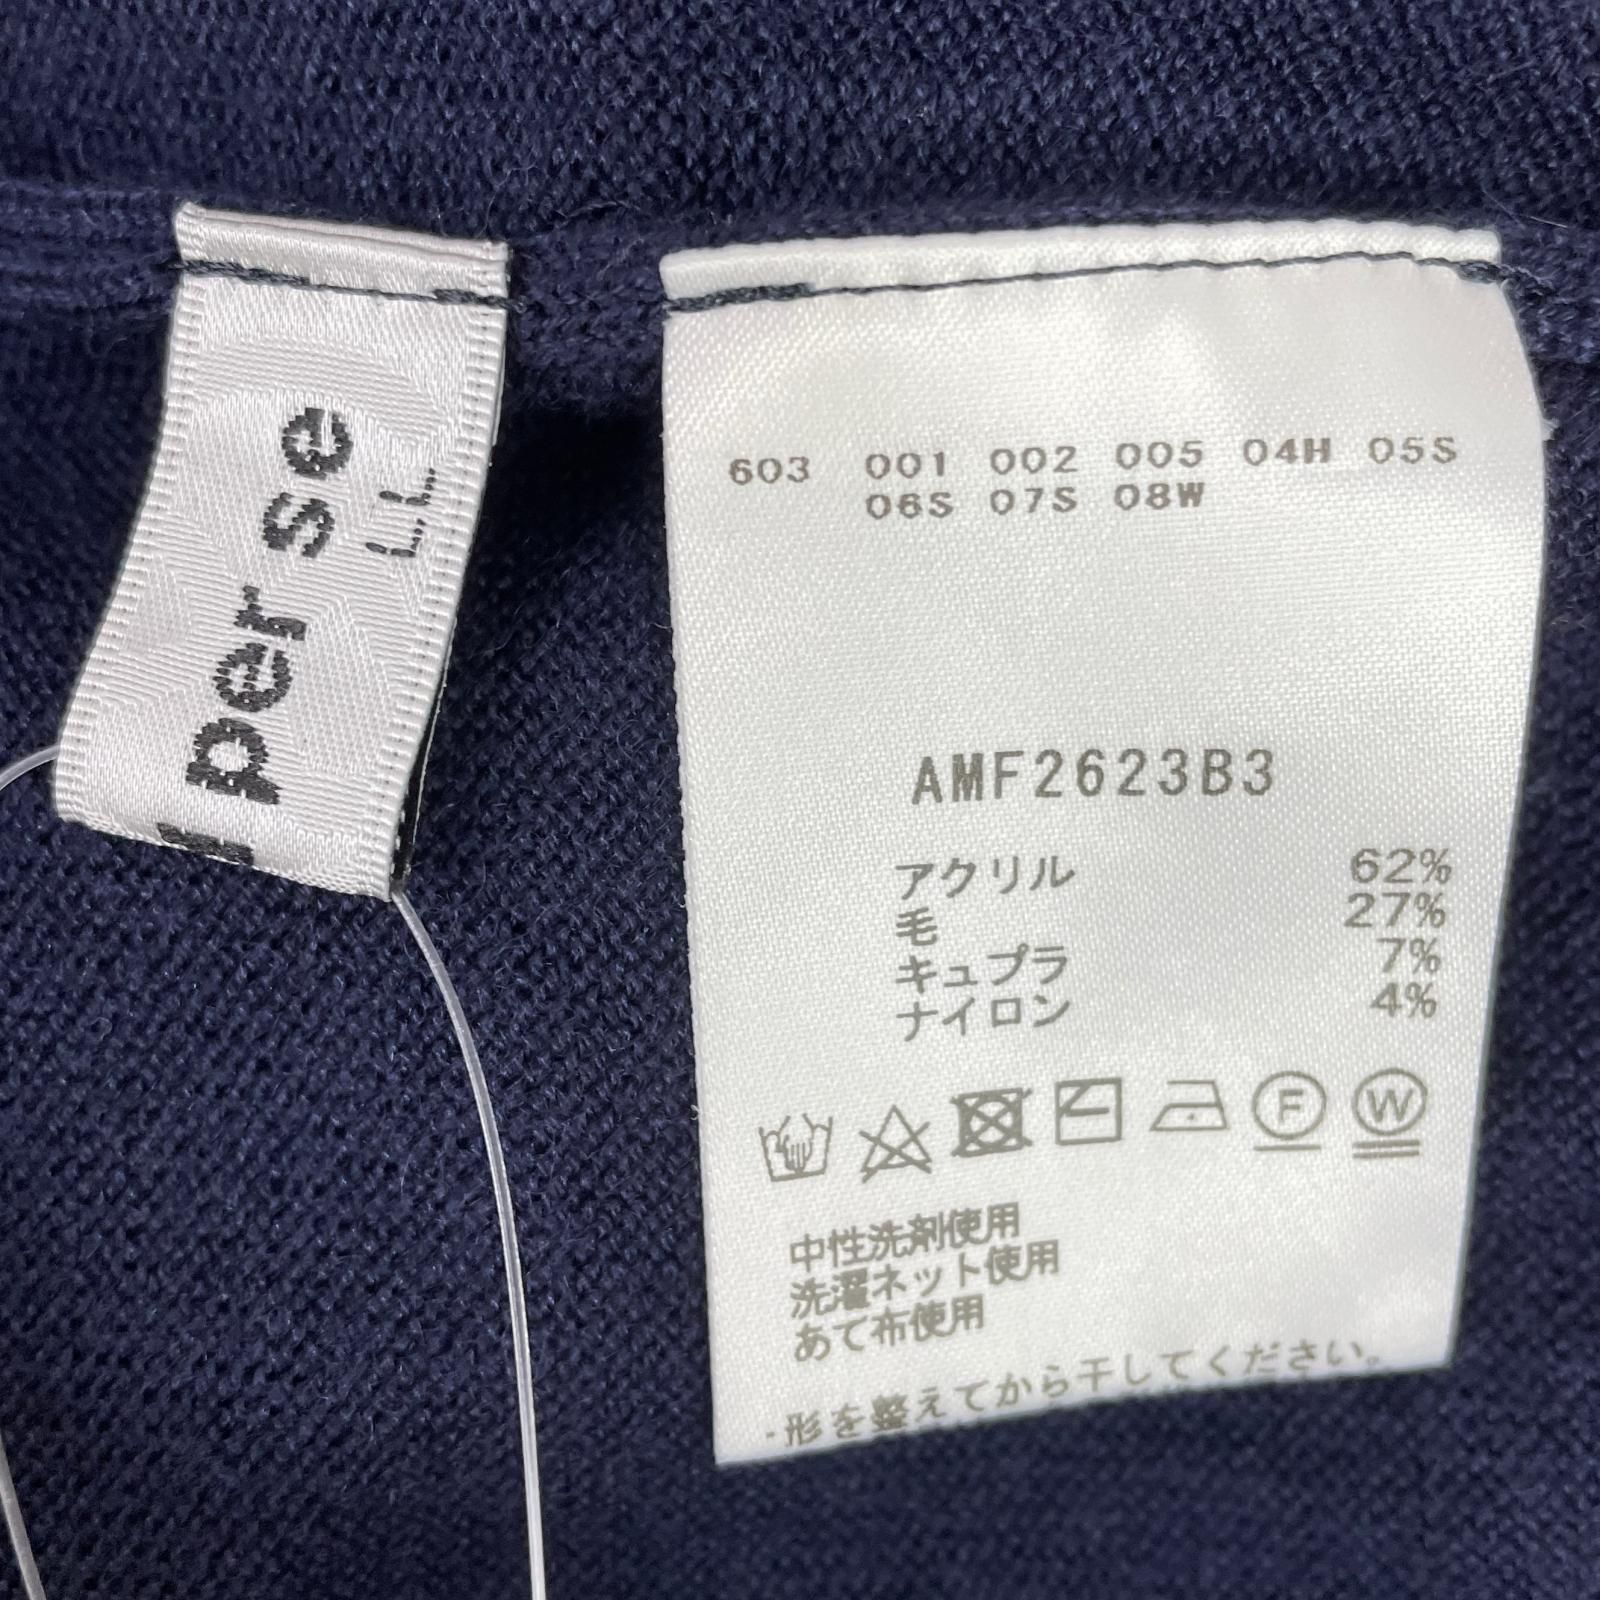 per se
LL
603 001 002 005 04H 05S
06S 07S 08W
AMF2623B3
アクリル 62%
毛 27%
キュプラ 7%
ナイロン 4%
F W
中性洗剤使用
洗濯ネット使用
あて布使用
・形を整えてから干してください。